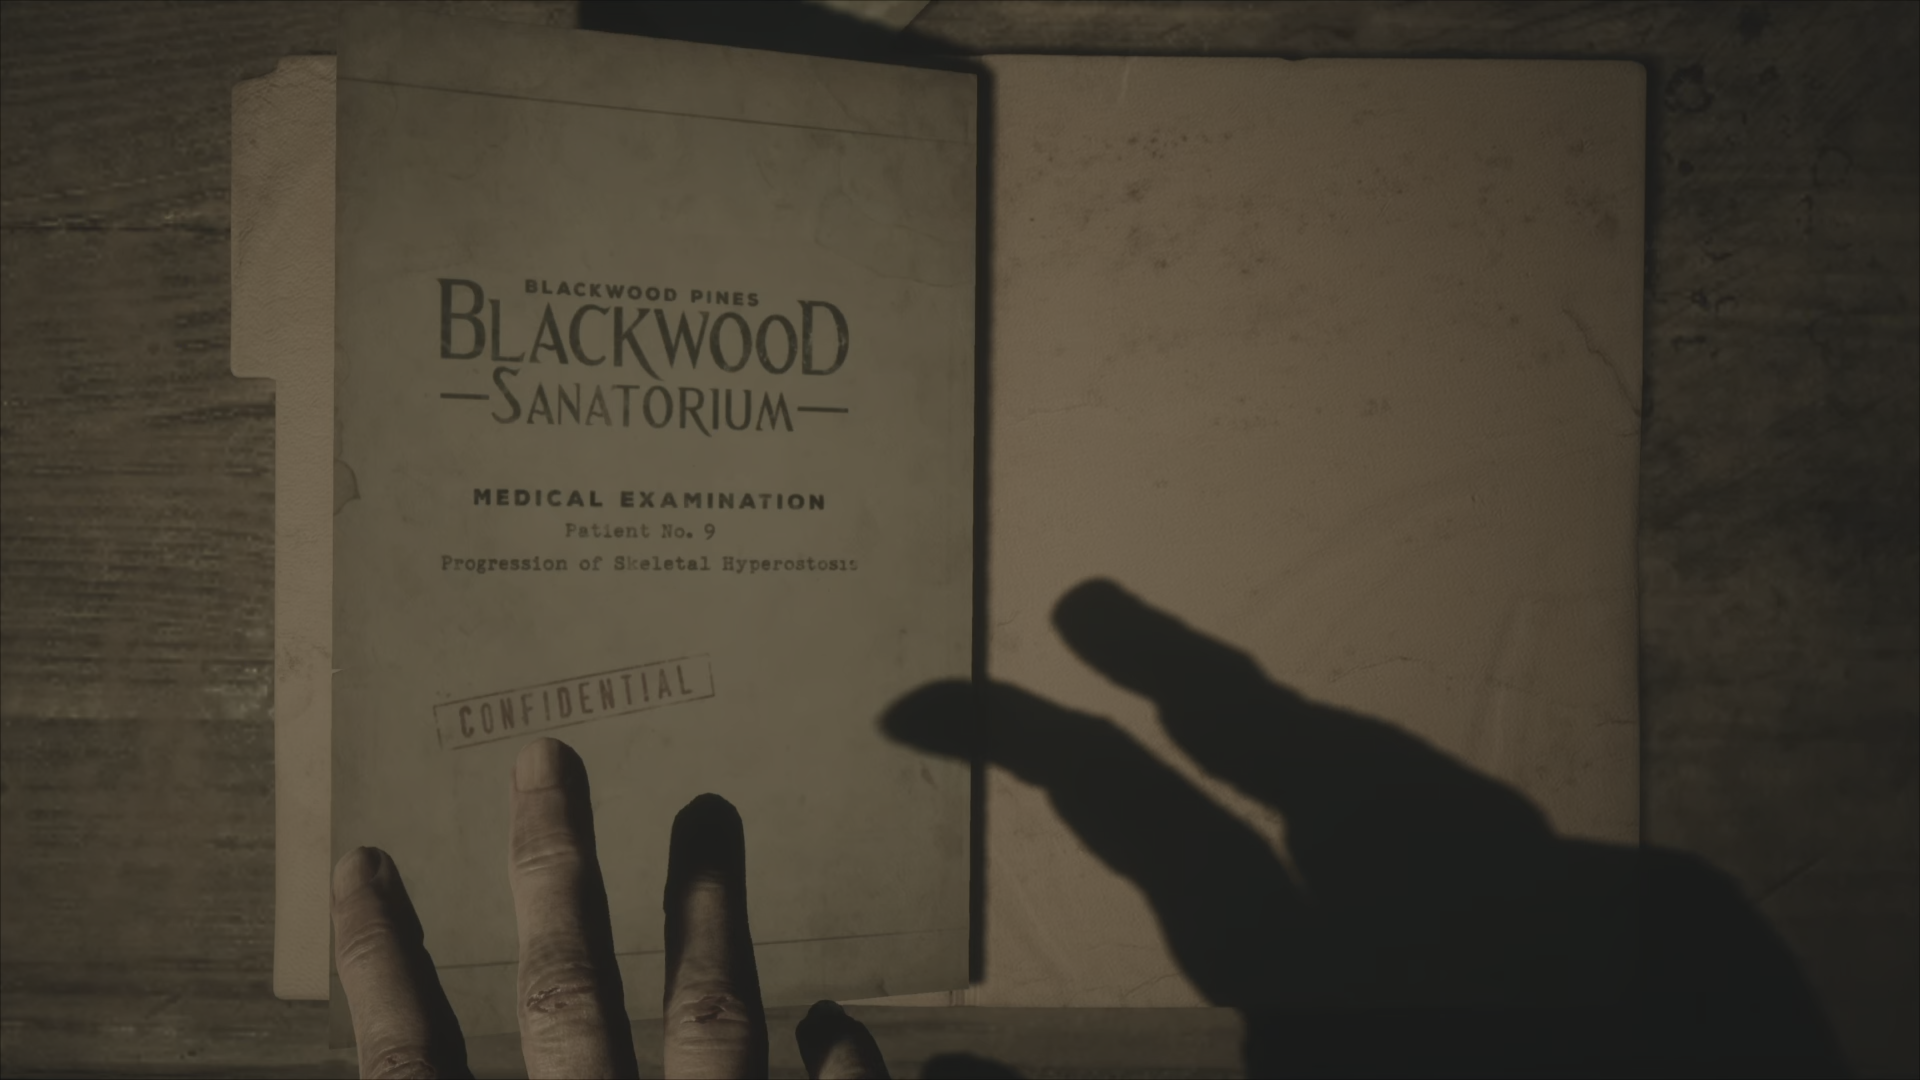 BLACKWOOD PINES
BLACKWOOD
SANATORIUM
MEDICAL EXAMINATION
Patient No. 9
Progression of Skeletal Hyperostosis
CONFIDENTIAL